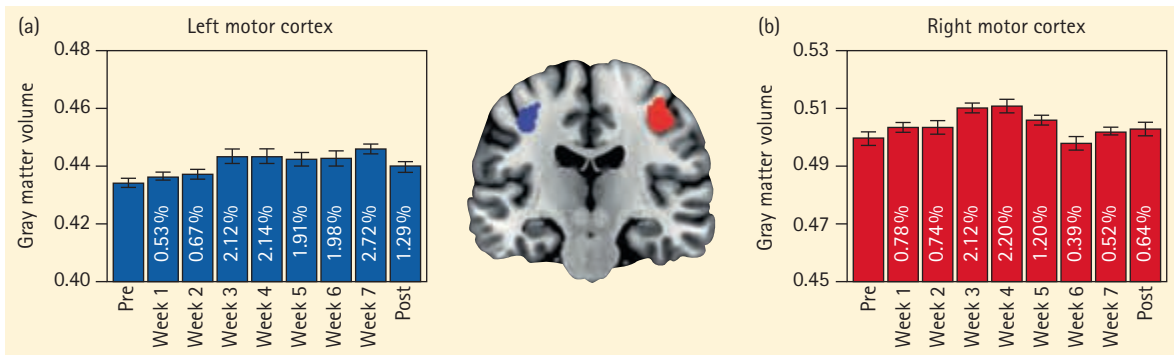 (a)
Left motor cortex
Gray matter volume
0.48
0.46
0.44
0.42
0.40
0.53%
0.67%
2.12%
2.14%
1.91%
1.98%
2.72%
1.29%
Pre
Week 1
Week 2
Week 3
Week 4
Week 5
Week 6
Week 7
Post
(b)
Right motor cortex
Gray matter volume
0.53
0.51
0.49
0.47
0.45
0.78%
0.74%
2.12%
2.20%
1.20%
0.39%
0.52%
0.64%
Pre
Week 1
Week 2
Week 3
Week 4
Week 5
Week 6
Week 7
Post